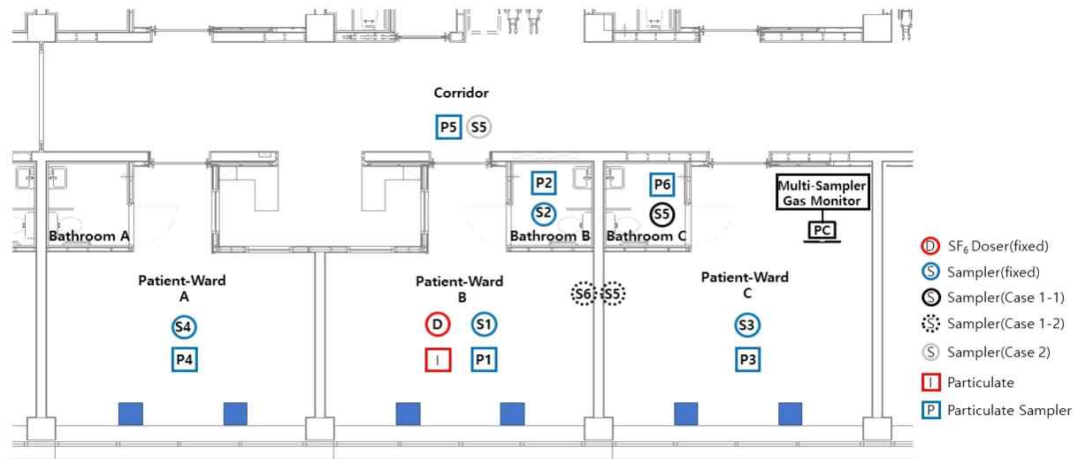 Corridor
P5 S5
P2 P6
S2 S5
Multi-Sampler
Gas Monitor
PC
Bathroom A
Bathroom B
Bathroom C
Patient-Ward
A
Patient-Ward
B
Patient-Ward
C
S6 S5
S4 D S1 S3
P4 I P1 P3
D SF₆ Doser(fixed)
S Sampler(fixed)
S Sampler(Case 1-1)
S Sampler(Case 1-2)
S Sampler(Case 2)
I Particulate
P Particulate Sampler